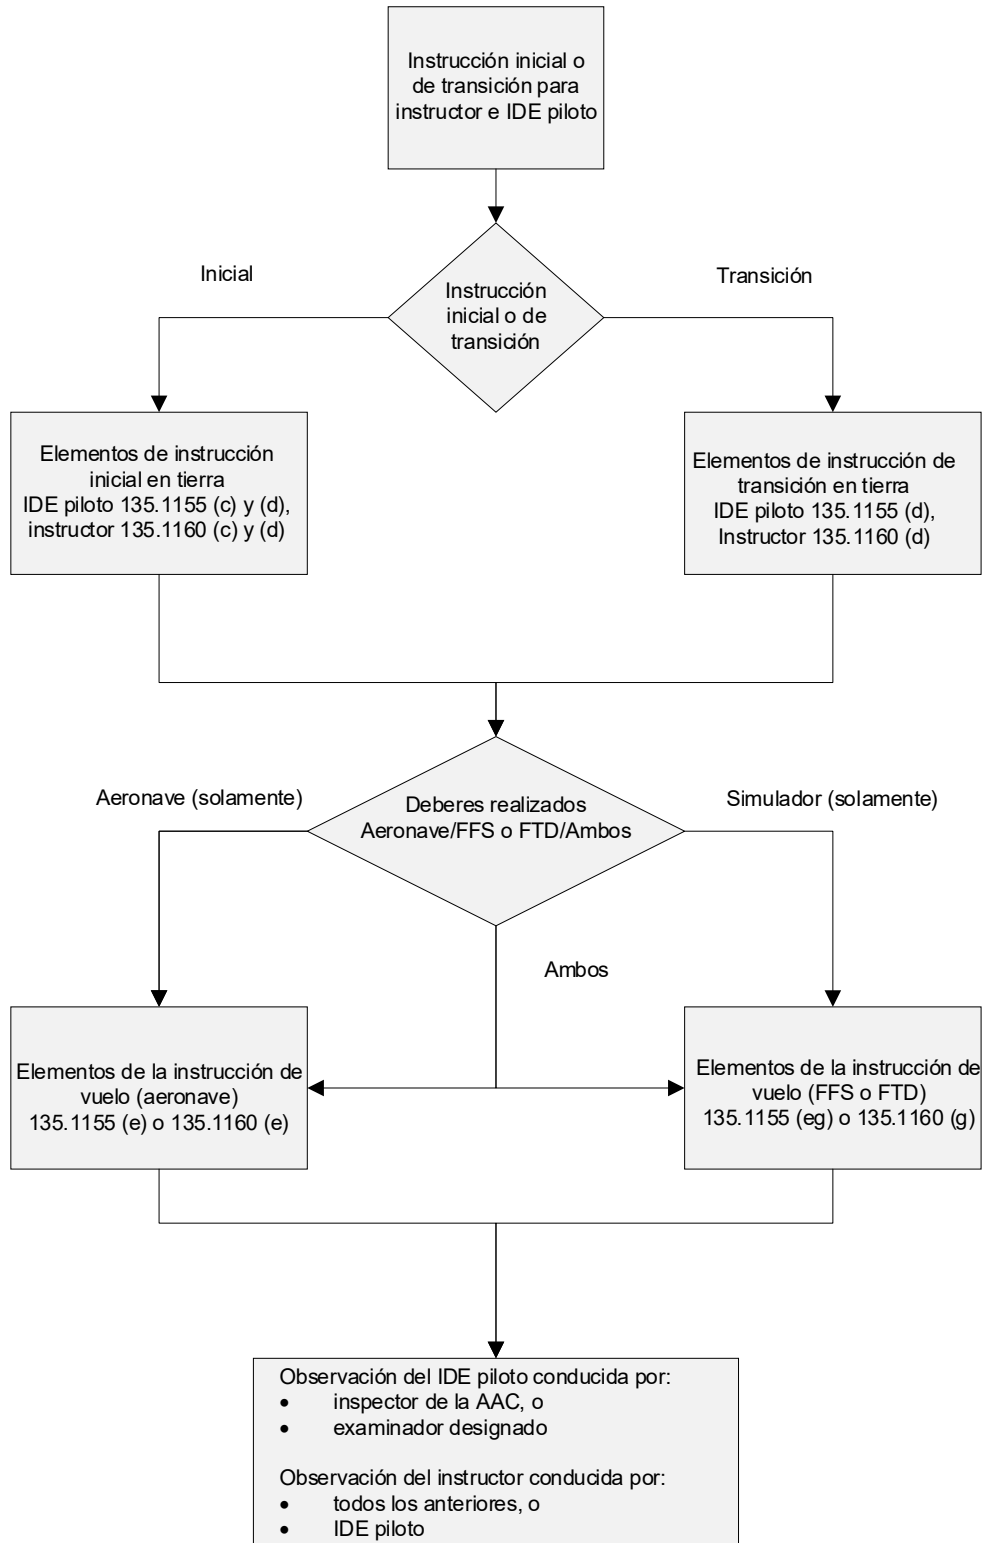 Instrucción inicial o
de transición para
instructor e IDE piloto
Inicial
Transición
Instrucción
inicial o de
transición
Elementos de instrucción
inicial en tierra
IDE piloto 135.1155 (c) y (d),
instructor 135.1160 (c) y (d)
Elementos de instrucción de
transición en tierra
IDE piloto 135.1155 (d),
Instructor 135.1160 (d)
Aeronave (solamente)
Deberes realizados
Aeronave/FFS o FTD/Ambos
Simulador (solamente)
Ambos
Elementos de la instrucción de
vuelo (aeronave)
135.1155 (e) o 135.1160 (e)
Elementos de la instrucción de
vuelo (FFS o FTD)
135.1155 (eg) o 135.1160 (g)
Observación del IDE piloto conducida por:
• inspector de la AAC, o
• examinador designado
Observación del instructor conducida por:
• todos los anteriores, o
• IDE piloto